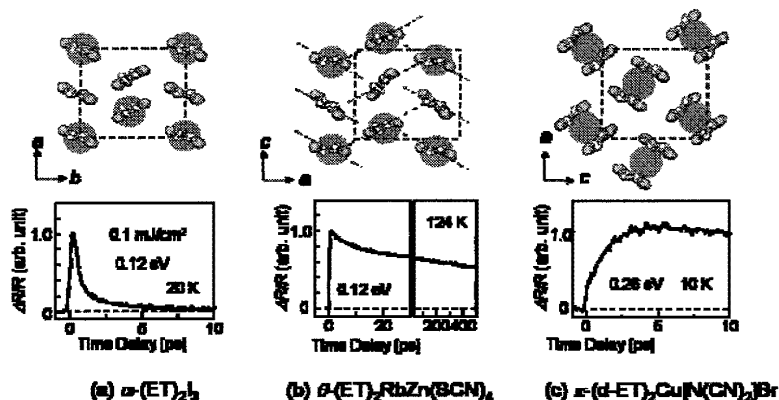 a
b
c
a
a
c
ΔR/R (arb. unit)
1.0
0.1 mJ/cm²
0.12 eV
20 K
0
0
5
10
Time Delay [ps]
ΔR/R (arb. unit)
1.0
124 K
0.12 eV
0
0
20
200400
Time Delay [ps]
ΔR/R (arb. unit)
1.0
0.26 eV
10 K
0
0
5
10
Time Delay [ps]
(a) α-(ET)₂I₃
(b) θ-(ET)₂RbZn(SCN)₄
(c) κ-(d-ET)₂Cu[N(CN)₂]Br